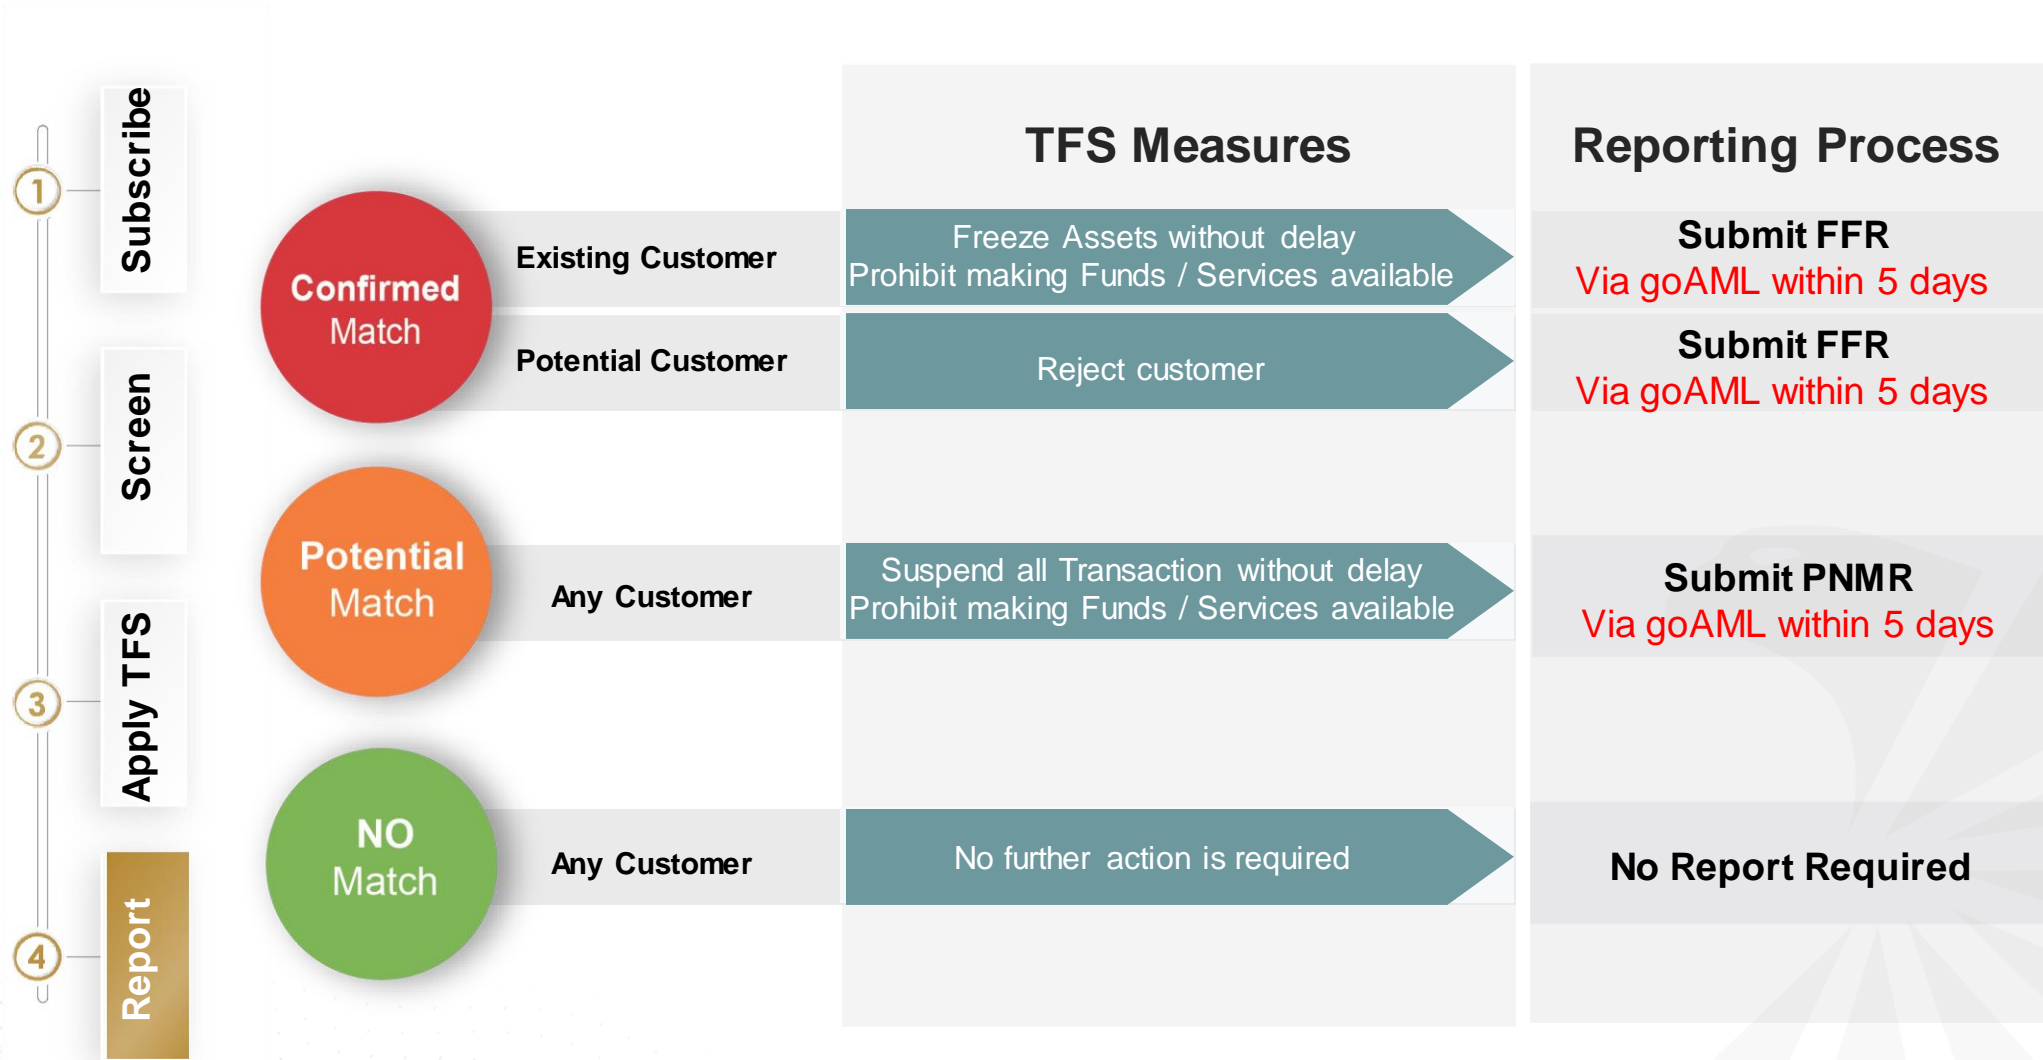 1
Subscribe
2
Screen
3
Apply TFS
4
Report
TFS Measures
Reporting Process
Confirmed
Match
Existing Customer
Freeze Assets without delay
Prohibit making Funds / Services available
Submit FFR
Via goAML within 5 days
Potential Customer
Reject customer
Submit FFR
Via goAML within 5 days
Potential
Match
Any Customer
Suspend all Transaction without delay
Prohibit making Funds / Services available
Submit PNMR
Via goAML within 5 days
NO
Match
Any Customer
No further action is required
No Report Required